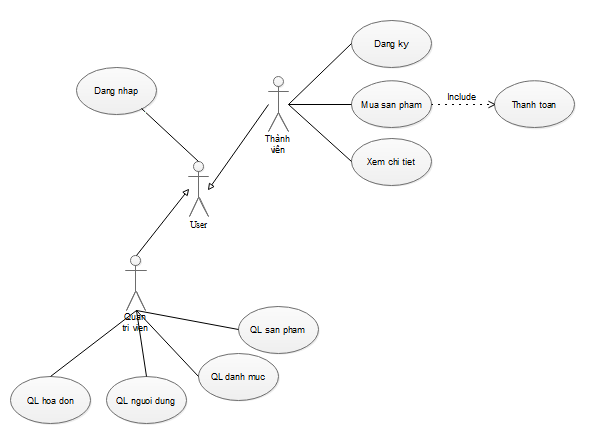 Dang ky
Dang nhap
Mua san pham
Include
Thanh toan
Thành
viên
Xem chi tiet
User
Quản
trị viên
QL san pham
QL danh muc
QL hoa don
QL nguoi dung